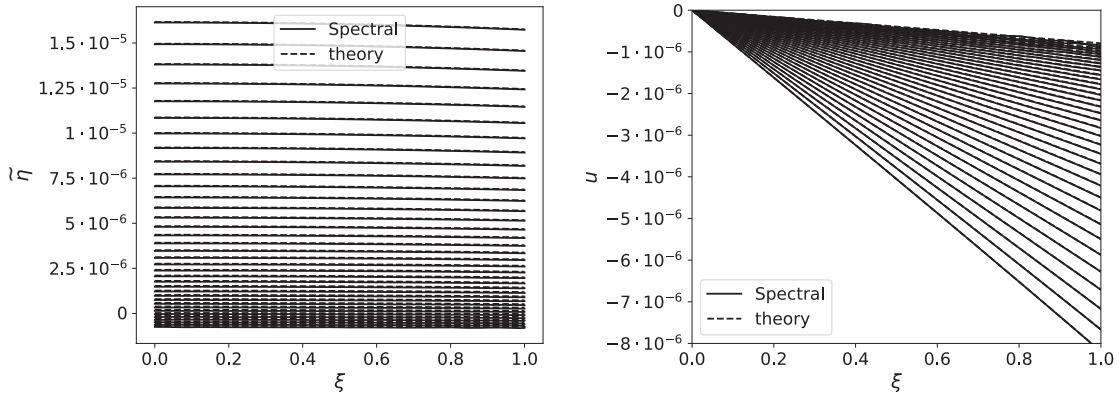 1.5·10⁻⁵
1.25·10⁻⁵
1·10⁻⁵
7.5·10⁻⁶
5·10⁻⁶
2.5·10⁻⁶
0
η̃
Spectral
theory
0.0 0.2 0.4 0.6 0.8 1.0
ξ
0
−1·10⁻⁶
−2·10⁻⁶
−3·10⁻⁶
−4·10⁻⁶
−5·10⁻⁶
−6·10⁻⁶
−7·10⁻⁶
−8·10⁻⁶
u
Spectral
theory
0.0 0.2 0.4 0.6 0.8 1.0
ξ